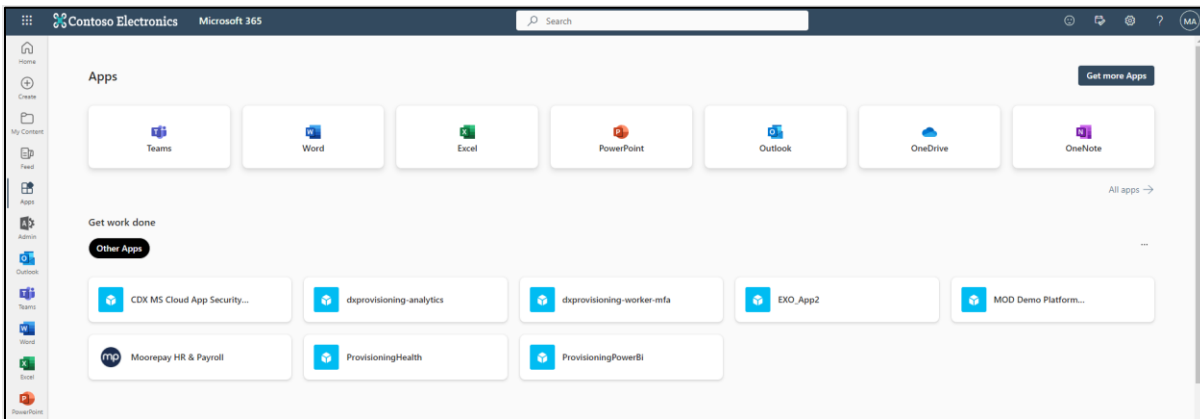 Contoso Electronics Microsoft 365 Search ? MA
Home
Create
My Content
Feed
Apps
Admin
Outlook
Teams
Word
Excel
PowerPoint
Apps Get more Apps
Teams Word Excel PowerPoint Outlook OneDrive OneNote
All apps →
Get work done
Other Apps ...
CDX MS Cloud App Security... dxprovisioning-analytics dxprovisioning-worker-mfa EXO_App2 MOD Demo Platform...
mp Moorepay HR & Payroll ProvisioningHealth ProvisioningPowerBi